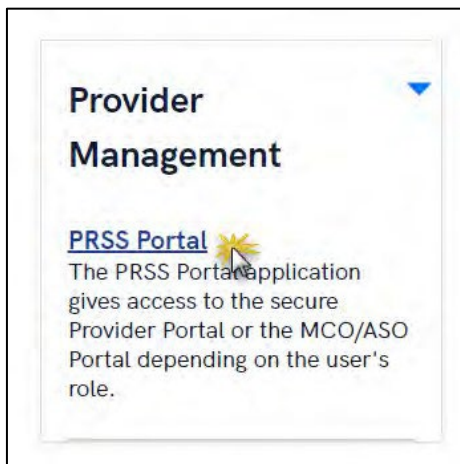 Provider
Management
PRSS Portal
The PRSS Portal application
gives access to the secure
Provider Portal or the MCO/ASO
Portal depending on the user's
role.